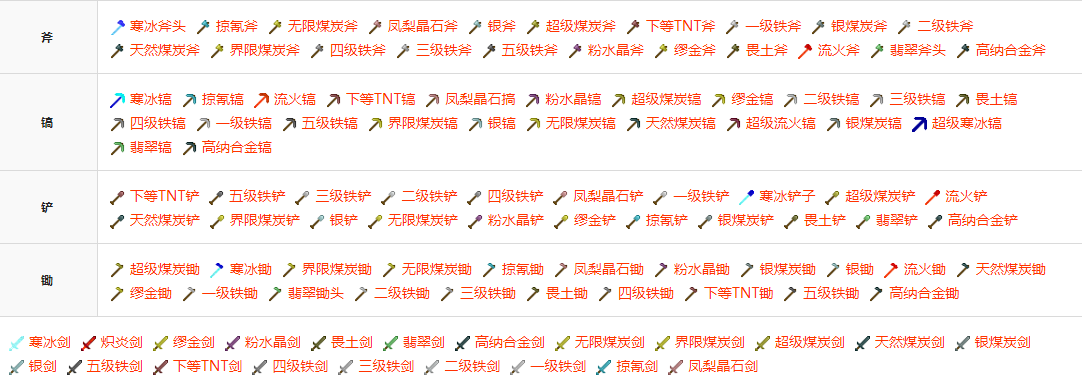 斧
寒冰斧头 掠氪斧 无限煤炭斧 凤梨晶石斧 银斧 超级煤炭斧 下等TNT斧 一级铁斧 银煤炭斧 二级铁斧
天然煤炭斧 界限煤炭斧 四级铁斧 三级铁斧 五级铁斧 粉水晶斧 缪金斧 畏土斧 流火斧 翡翠斧头 高纳合金斧
镐
寒冰镐 掠氪镐 流火镐 下等TNT镐 凤梨晶石搞 粉水晶镐 超级煤炭镐 缪金镐 二级铁镐 三级铁镐 畏土镐
四级铁镐 一级铁镐 五级铁镐 界限煤炭镐 银镐 无限煤炭镐 天然煤炭镐 超级流火镐 银煤炭镐 超级寒冰镐
翡翠镐 高纳合金镐
铲
下等TNT铲 五级铁铲 三级铁铲 二级铁铲 四级铁铲 凤梨晶石铲 一级铁铲 寒冰铲子 超级煤炭铲 流火铲
天然煤炭铲 界限煤炭铲 银铲 无限煤炭铲 粉水晶铲 缪金铲 掠氪铲 银煤炭铲 畏土铲 翡翠铲 高纳合金铲
锄
超级煤炭锄 寒冰锄 界限煤炭锄 无限煤炭锄 掠氪锄 凤梨晶石锄 粉水晶锄 银煤炭锄 银锄 流火锄 天然煤炭锄
缪金锄 一级铁锄 翡翠锄头 二级铁锄 三级铁锄 畏土锄 四级铁锄 下等TNT锄 五级铁锄 高纳合金锄
寒冰剑 炽炎剑 缪金剑 粉水晶剑 畏土剑 翡翠剑 高纳合金剑 无限煤炭剑 界限煤炭剑 超级煤炭剑 天然煤炭剑 银煤炭剑
银剑 五级铁剑 下等TNT剑 四级铁剑 三级铁剑 二级铁剑 一级铁剑 掠氪剑 凤梨晶石剑